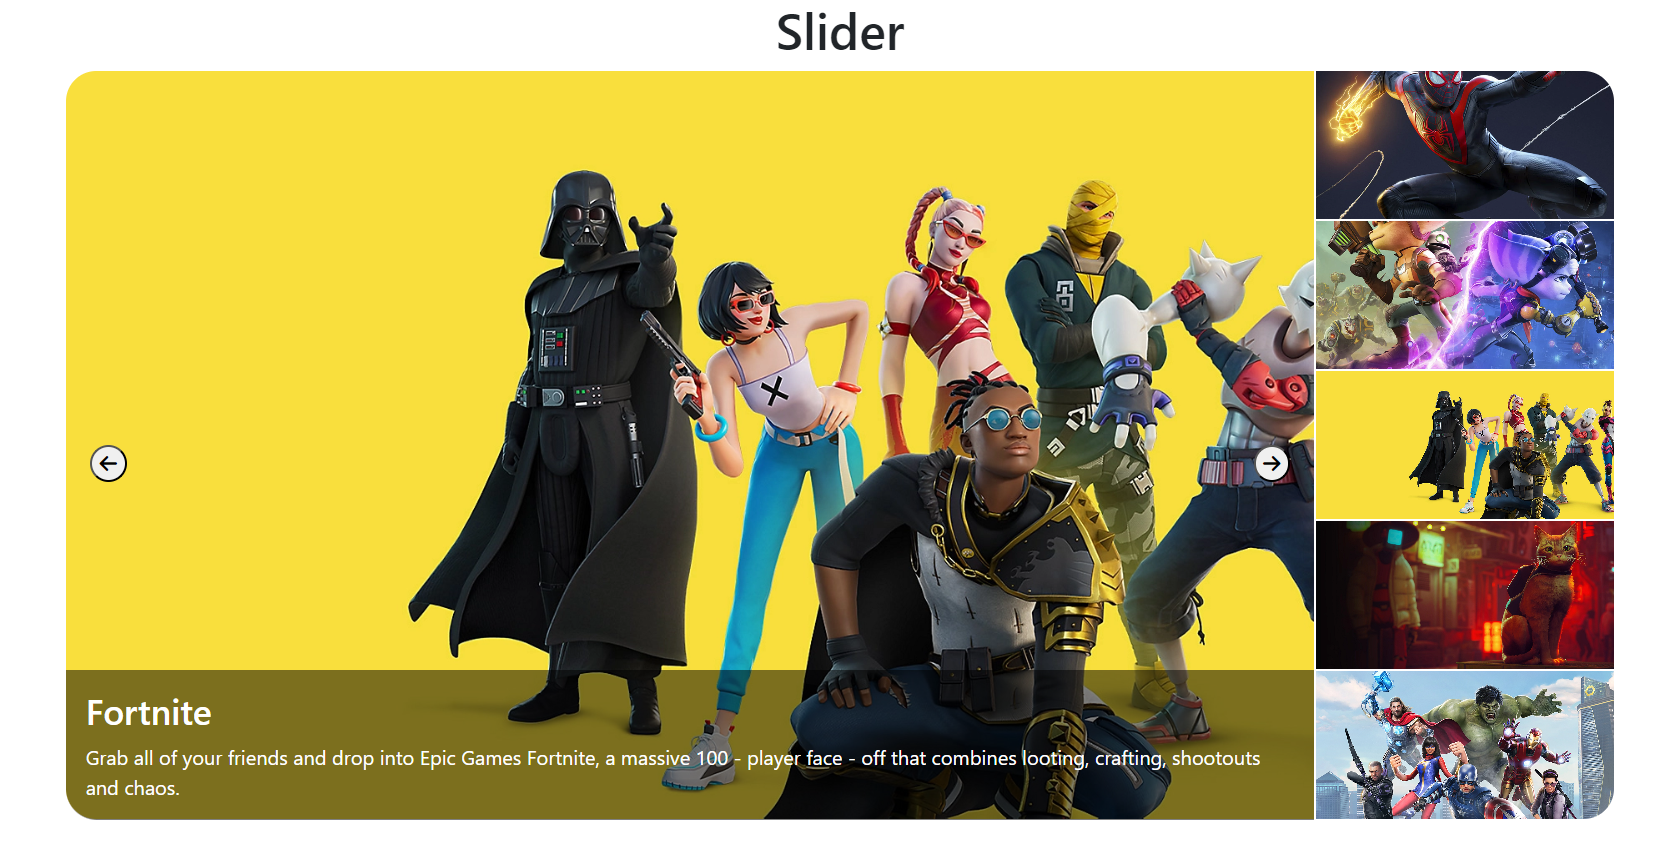 Slider
Fortnite
Grab all of your friends and drop into Epic Games Fortnite, a massive 100 - player face - off that combines looting, crafting, shootouts
and chaos.